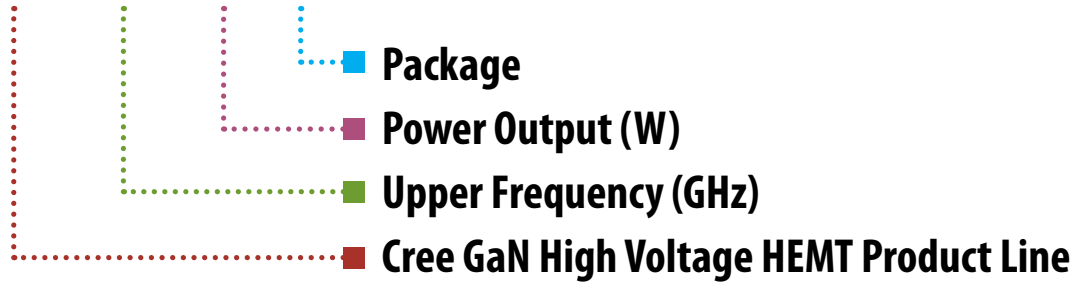 Package
Power Output (W)
Upper Frequency (GHz)
Cree GaN High Voltage HEMT Product Line